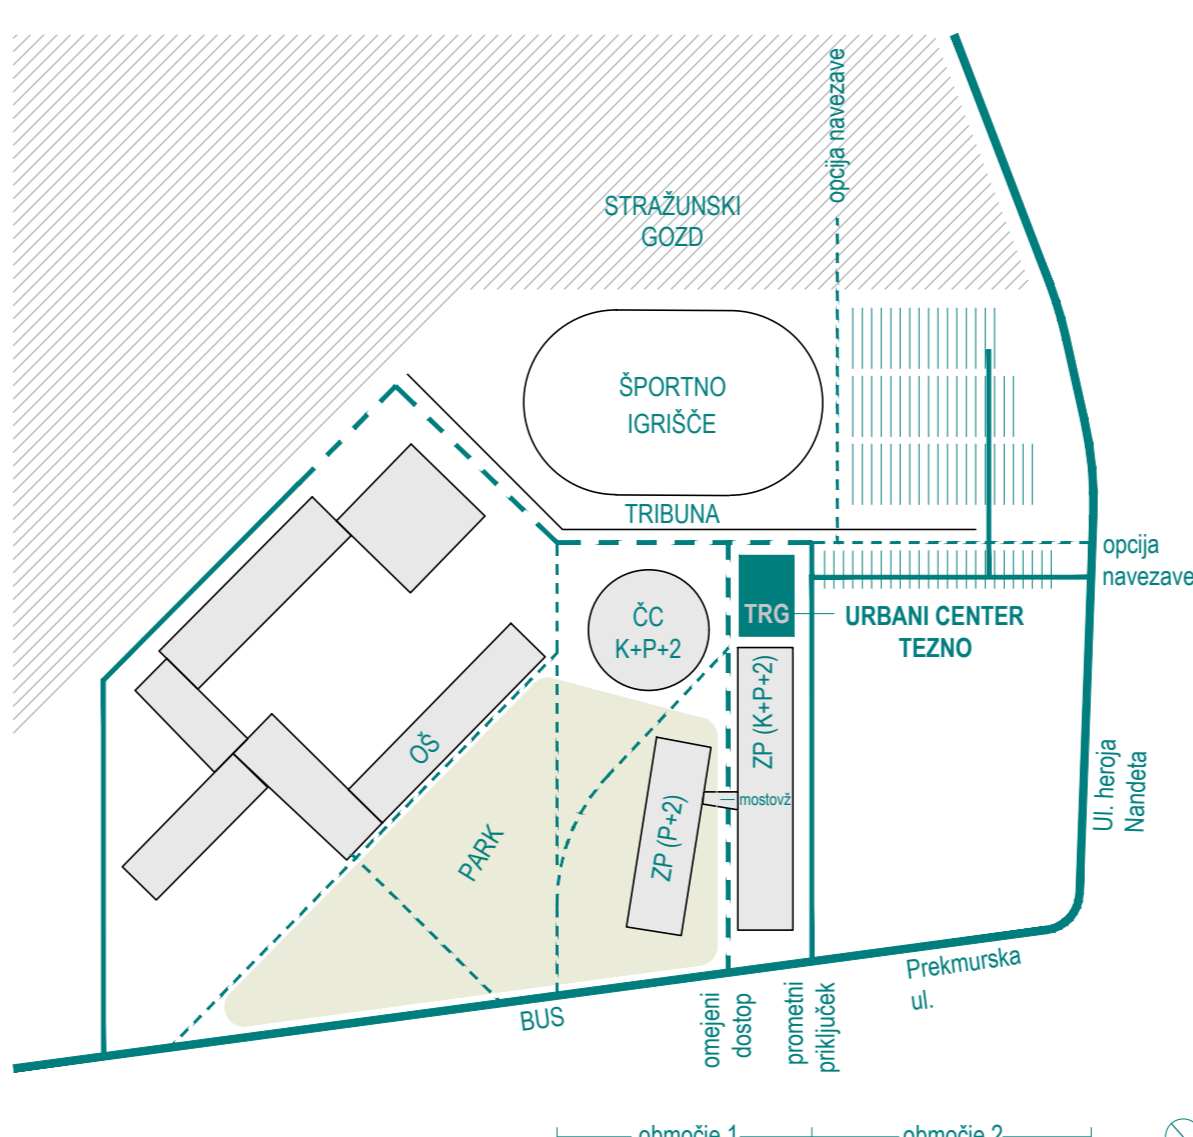 opcija navezave
STRAŽUNSKI
GOZD
ŠPORTNO
IGRIŠČE
TRIBUNA
opcija
navezave
ČC
K+P+2
TRG
URBANI CENTER
TEZNO
ZP (K+P+2)
OŠ
mostovž
ZP (P+2)
PARK
Ul. heroja
Nandeta
Prekmurska
ul.
BUS
omejeni
dostop
prometni
priključek
območje 1
območje 2